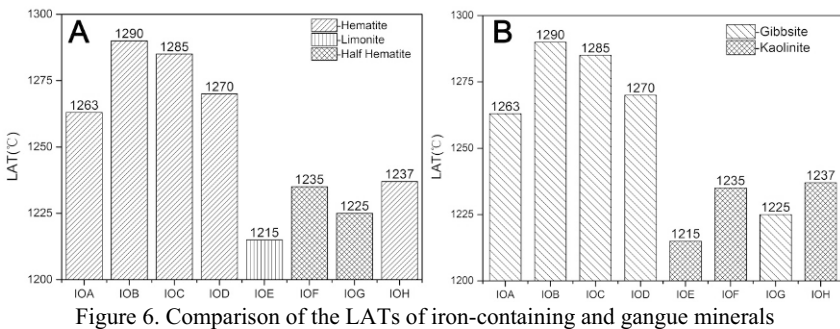 A
Hematite
Limonite
Half Hematite
1300
1275
1250
1225
1200
LAT(℃)
1263
1290
1285
1270
1215
1235
1225
1237
IOA IOB IOC IOD IOE IOF IOG IOH
B
Gibbsite
Kaolinite
1300
1275
1250
1225
1200
LAT(℃)
1263
1290
1285
1270
1215
1235
1225
1237
IOA IOB IOC IOD IOE IOF IOG IOH
Figure 6. Comparison of the LATs of iron-containing and gangue minerals